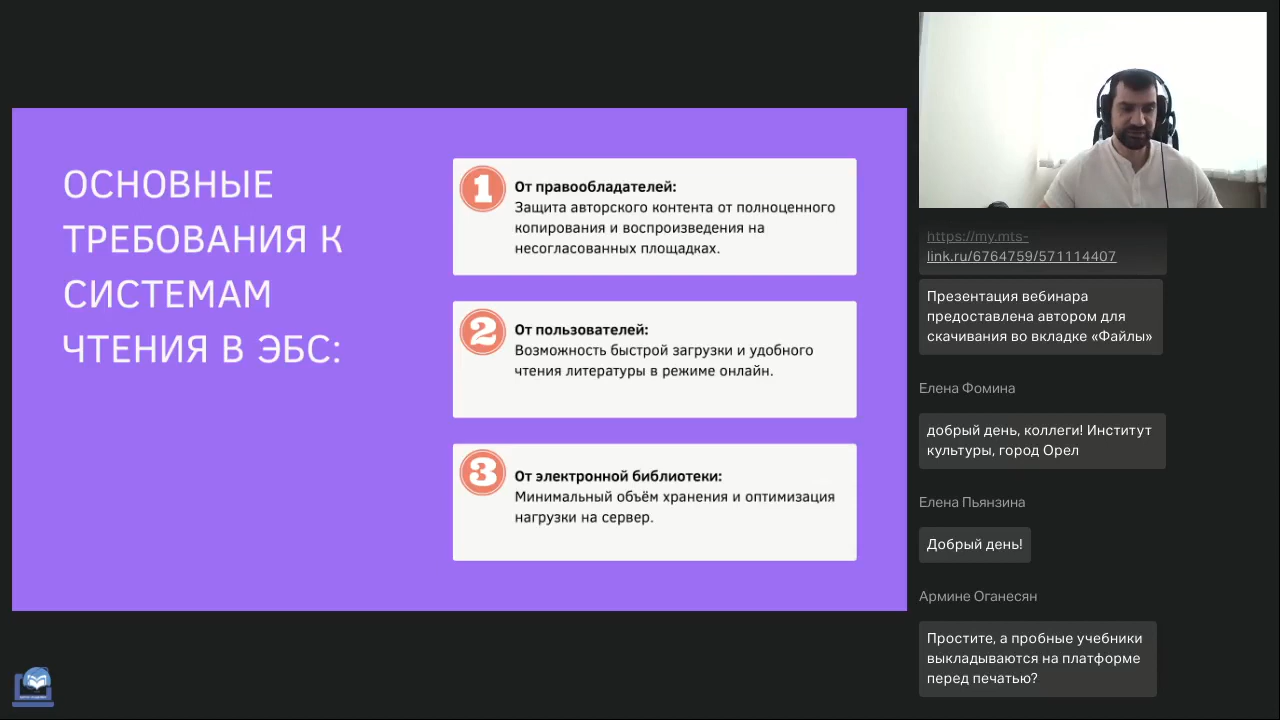 ОСНОВНЫЕ
ТРЕБОВАНИЯ К
СИСТЕМАМ
ЧТЕНИЯ В ЭБС:
1
От правообладателей:
Защита авторского контента от полноценного
копирования и воспроизведения на
несогласованных площадках.
2
От пользователей:
Возможность быстрой загрузки и удобного
чтения литературы в режиме онлайн.
3
От электронной библиотеки:
Минимальный объём хранения и оптимизация
нагрузки на сервер.
https://my.mts-
link.ru/6764759/571114407
Презентация вебинара
предоставлена автором для
скачивания во вкладке «Файлы»
Елена Фомина
добрый день, коллеги! Институт
культуры, город Орел
Елена Пьянзина
Добрый день!
Армине Оганесян
Простите, а пробные учебники
выкладываются на платформе
перед печатью?